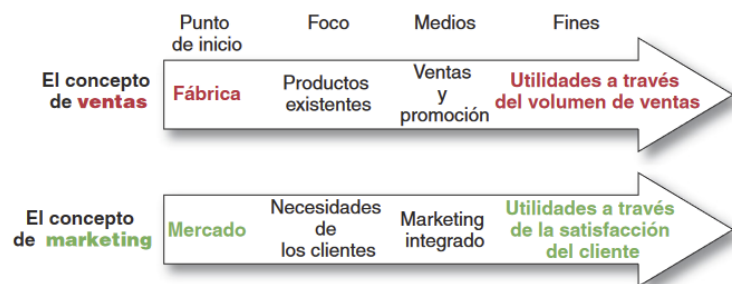 Punto
de inicio
Foco
Medios
Fines
El concepto
de ventas
Fábrica
Productos
existentes
Ventas
y
promoción
Utilidades a través
del volumen de ventas
El concepto
de marketing
Mercado
Necesidades
de
los clientes
Marketing
integrado
Utilidades a través
de la satisfacción
del cliente